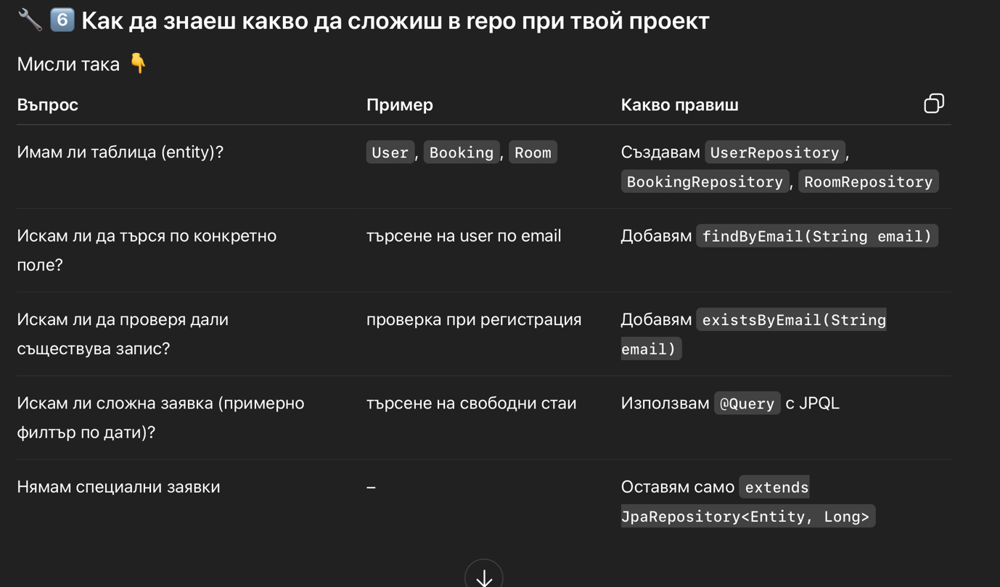 🔧 6️⃣ Как да знаеш какво да сложиш в repo при твой проект
Мисли така 👇
Въпрос Пример Какво правиш
Имам ли таблица (entity)? User, Booking, Room Създавам UserRepository,
BookingRepository, RoomRepository
Искам ли да търся по конкретно търсене на user по email Добавям findByEmail(String email)
поле?
Искам ли да проверя дали проверка при регистрация Добавям existsByEmail(String
съществува запис? email)
Искам ли сложна заявка (примерно търсене на свободни стаи Използвам @Query с JPQL
филтър по дати)?
Нямам специални заявки – Оставям само extends
JpaRepository<Entity, Long>